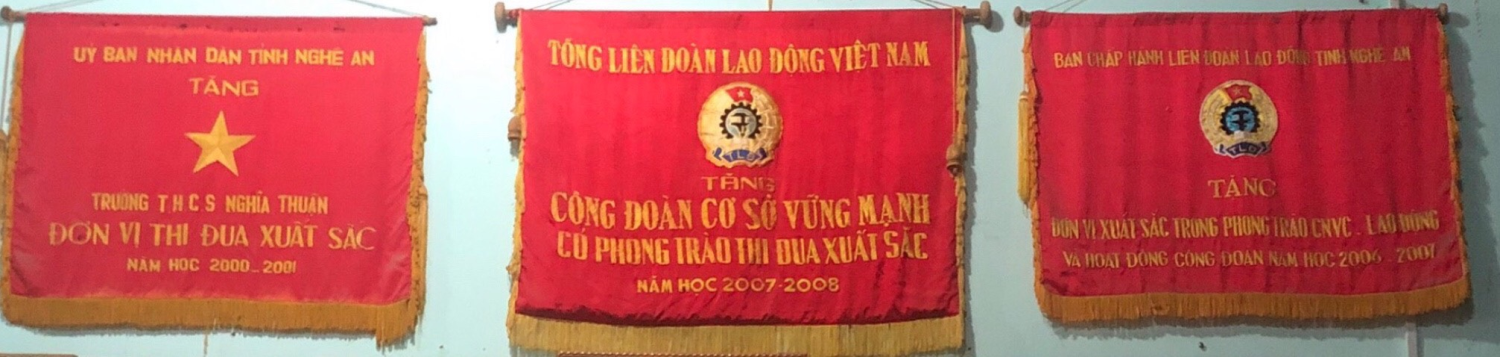 UỶ BAN NHÂN DÂN TỈNH NGHỆ AN
TẶNG
TRƯỜNG T.H.C.S NGHĨA THUẬN
ĐƠN VỊ THI ĐUA XUẤT SẮC
NĂM HỌC 2000_2001
TỔNG LIÊN ĐOÀN LAO ĐỘNG VIỆT NAM
TLĐ
TẶNG
CÔNG ĐOÀN CƠ SỞ VỮNG MẠNH
CÓ PHONG TRÀO THI ĐUA XUẤT SẮC
NĂM HỌC 2007-2008
BAN CHẤP HÀNH LIÊN ĐOÀN LAO ĐỘNG TỈNH NGHỆ AN
TLĐ
TẶNG
ĐƠN VỊ XUẤT SẮC TRONG PHONG TRÀO CNVC - LAO ĐỘNG
VÀ HOẠT ĐỘNG CÔNG ĐOÀN NĂM HỌC 2006-2007